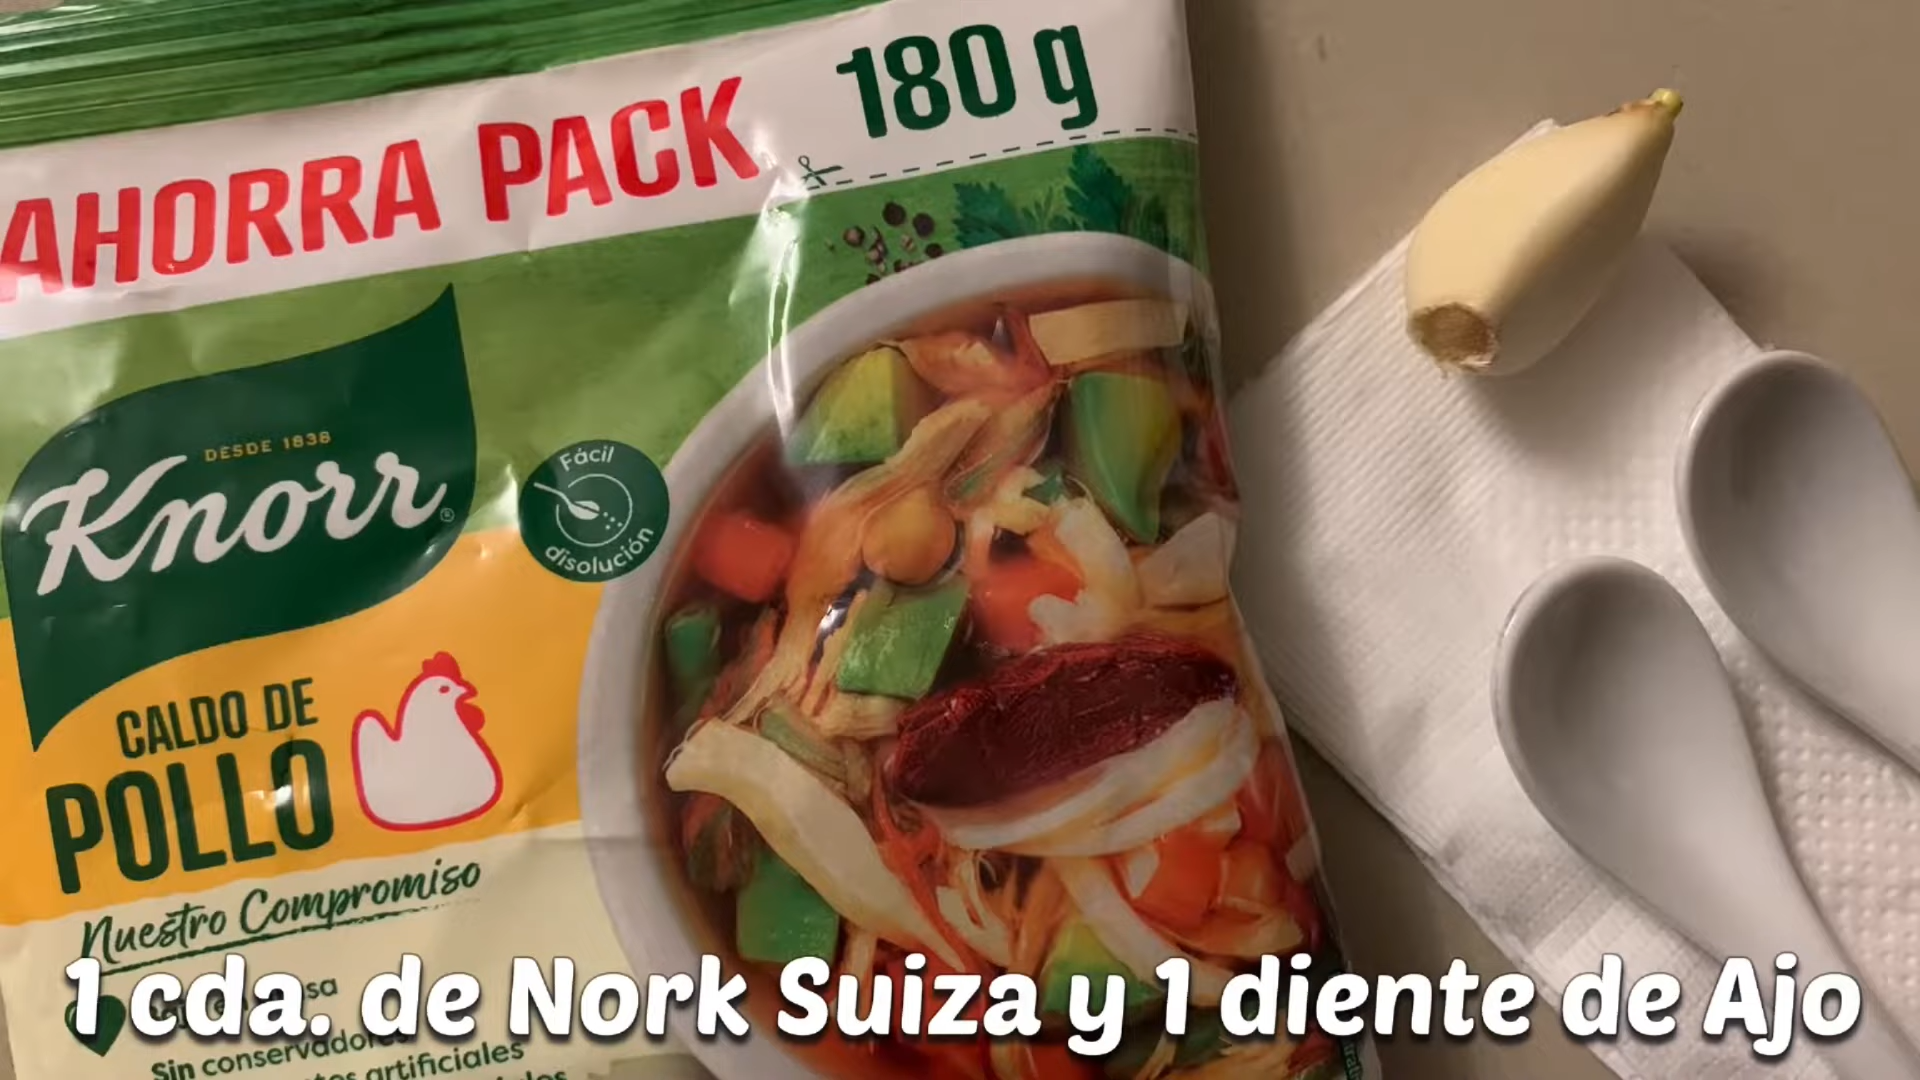 AHORRA PACK 180 g
DESDE 1838
Knorr®
Fácil
disolución
CALDO DE
POLLO
Nuestro Compromiso
1 cda. de Nork Suiza y 1 diente de Ajo
Sin conservadores
artificiales